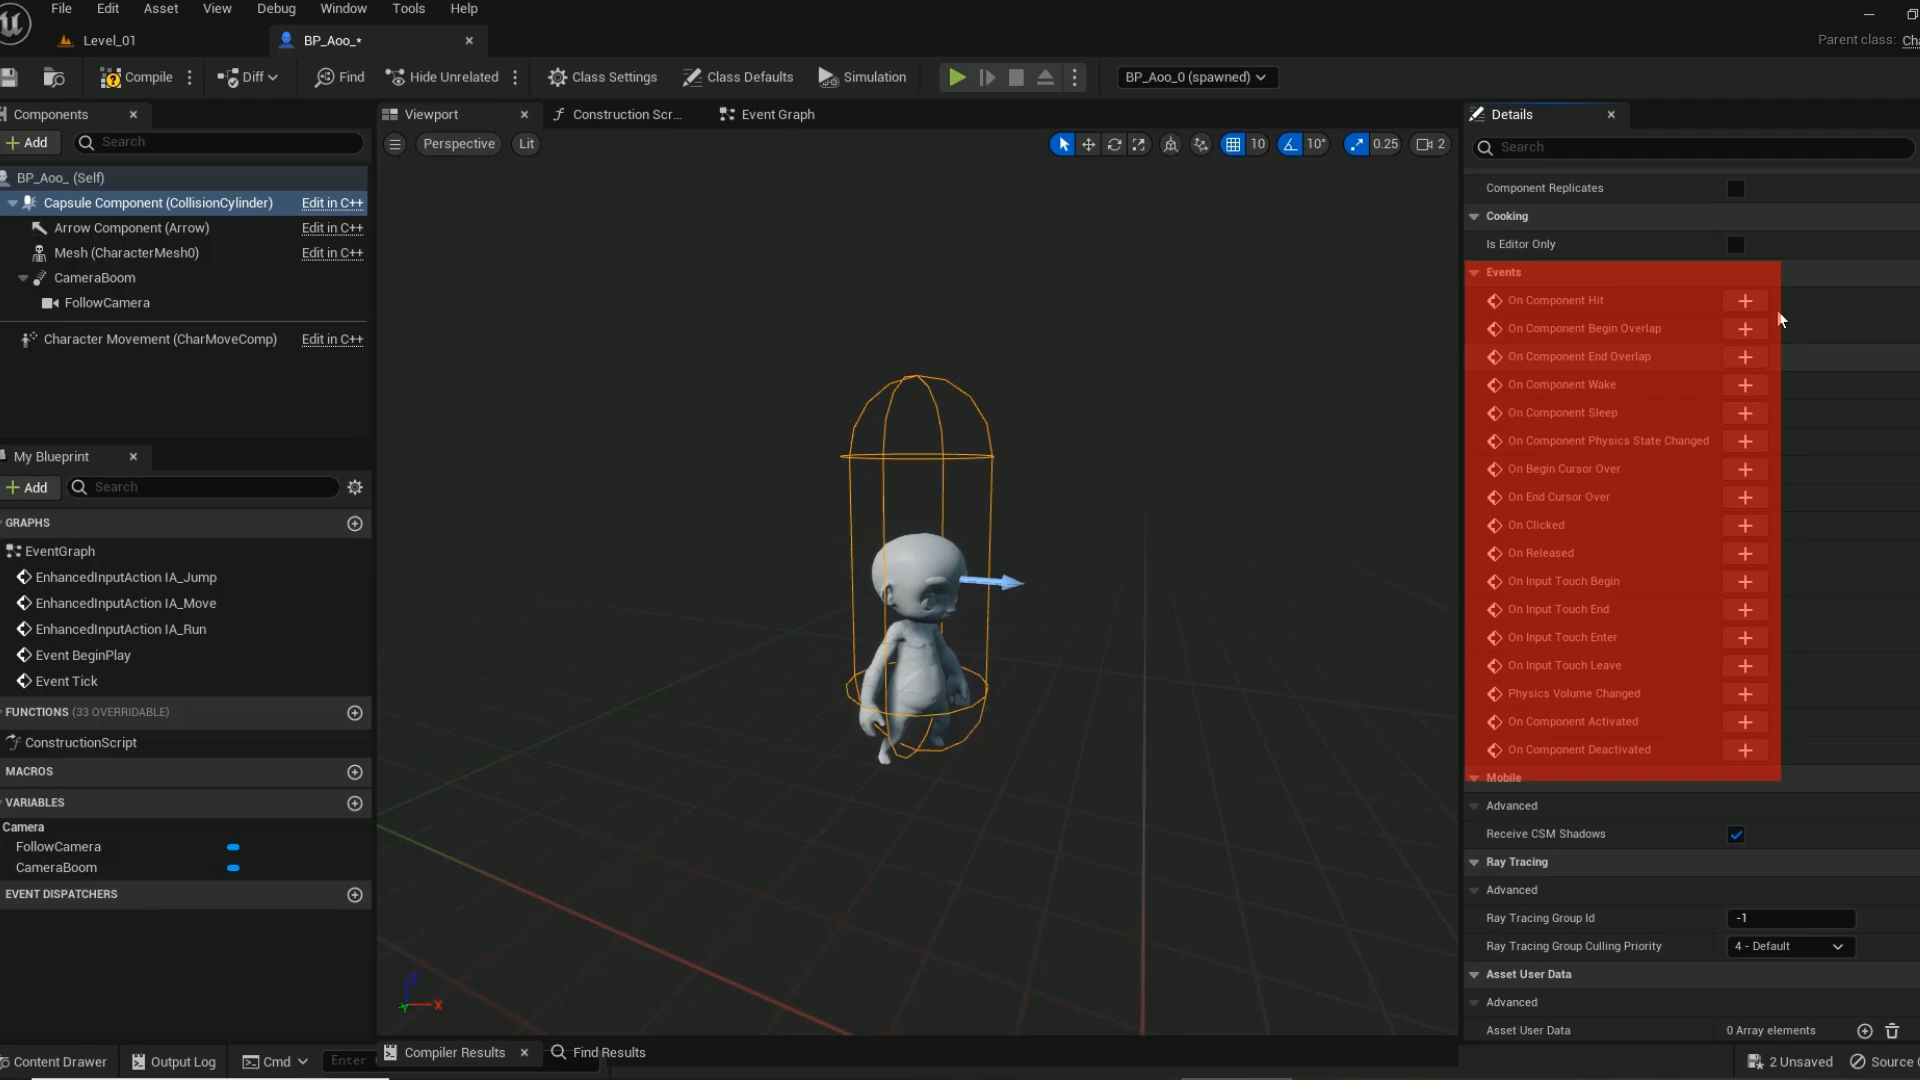 File Edit Asset View Debug Window Tools Help
Level_01
BP_Aoo_*
Parent class:
Compile
Diff
Find
Hide Unrelated
Class Settings
Class Defaults
Simulation
BP_Aoo_0 (spawned)
Components
Add
Search
BP_Aoo_ (Self)
Capsule Component (CollisionCylinder) Edit in C++
Arrow Component (Arrow) Edit in C++
Mesh (CharacterMesh0) Edit in C++
CameraBoom
FollowCamera
Character Movement (CharMoveComp) Edit in C++
My Blueprint
Add
Search
GRAPHS
EventGraph
EnhancedInputAction IA_Jump
EnhancedInputAction IA_Move
EnhancedInputAction IA_Run
Event BeginPlay
Event Tick
FUNCTIONS (33 OVERRIDABLE)
ConstructionScript
MACROS
VARIABLES
Camera
FollowCamera
CameraBoom
EVENT DISPATCHERS
Viewport
Construction Scr...
Event Graph
Perspective
Lit
10
10°
0.25
2
X
Details
Search
Component Replicates
Cooking
Is Editor Only
Events
On Component Hit
On Component Begin Overlap
On Component End Overlap
On Component Wake
On Component Sleep
On Component Physics State Changed
On Begin Cursor Over
On End Cursor Over
On Clicked
On Released
On Input Touch Begin
On Input Touch End
On Input Touch Enter
On Input Touch Leave
Physics Volume Changed
On Component Activated
On Component Deactivated
Mobile
Advanced
Receive CSM Shadows
Ray Tracing
Advanced
Ray Tracing Group Id -1
Ray Tracing Group Culling Priority 4 - Default
Asset User Data
Advanced
Asset User Data 0 Array elements
Compiler Results
Find Results
Content Drawer
Output Log
Cmd
Enter
2 Unsaved
Source